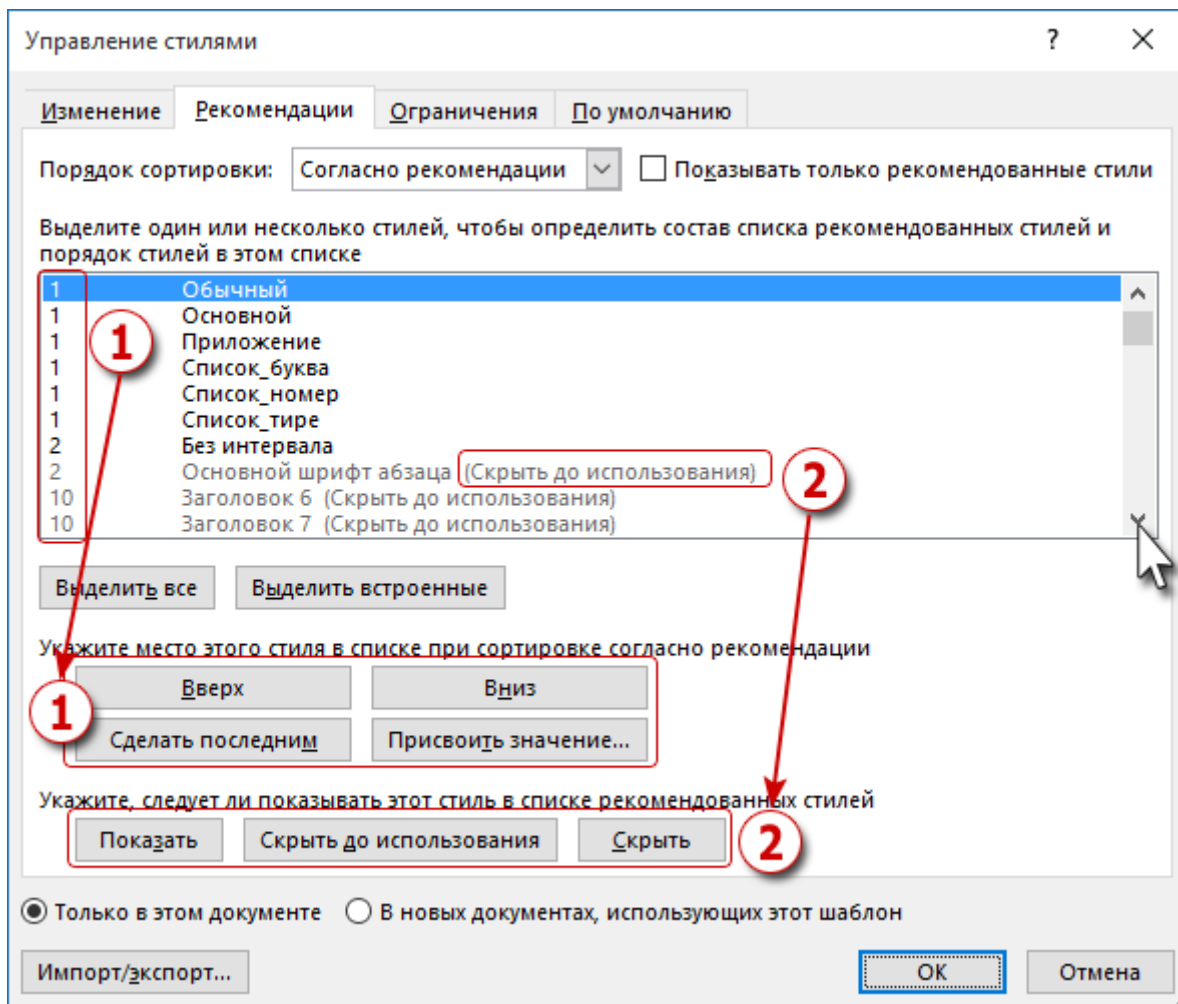 Управление стилями ?
Изменение Рекомендации Ограничения По умолчанию
Порядок сортировки: Согласно рекомендации Показывать только рекомендованные стили
Выделите один или несколько стилей, чтобы определить состав списка рекомендованных стилей и
порядок стилей в этом списке
1 Обычный
1 Основной
1 Приложение
1 Список_буква
1 Список_номер
1 Список_тире
2 Без интервала
2 Основной шрифт абзаца (Скрыть до использования)
10 Заголовок 6 (Скрыть до использования)
10 Заголовок 7 (Скрыть до использования)
1
2
Выделить все Выделить встроенные
Укажите место этого стиля в списке при сортировке согласно рекомендации
1
Вверх Вниз
Сделать последним Присвоить значение...
Укажите, следует ли показывать этот стиль в списке рекомендованных стилей
Показать Скрыть до использования Скрыть
2
Только в этом документе В новых документах, использующих этот шаблон
Импорт/экспорт... ОК Отмена